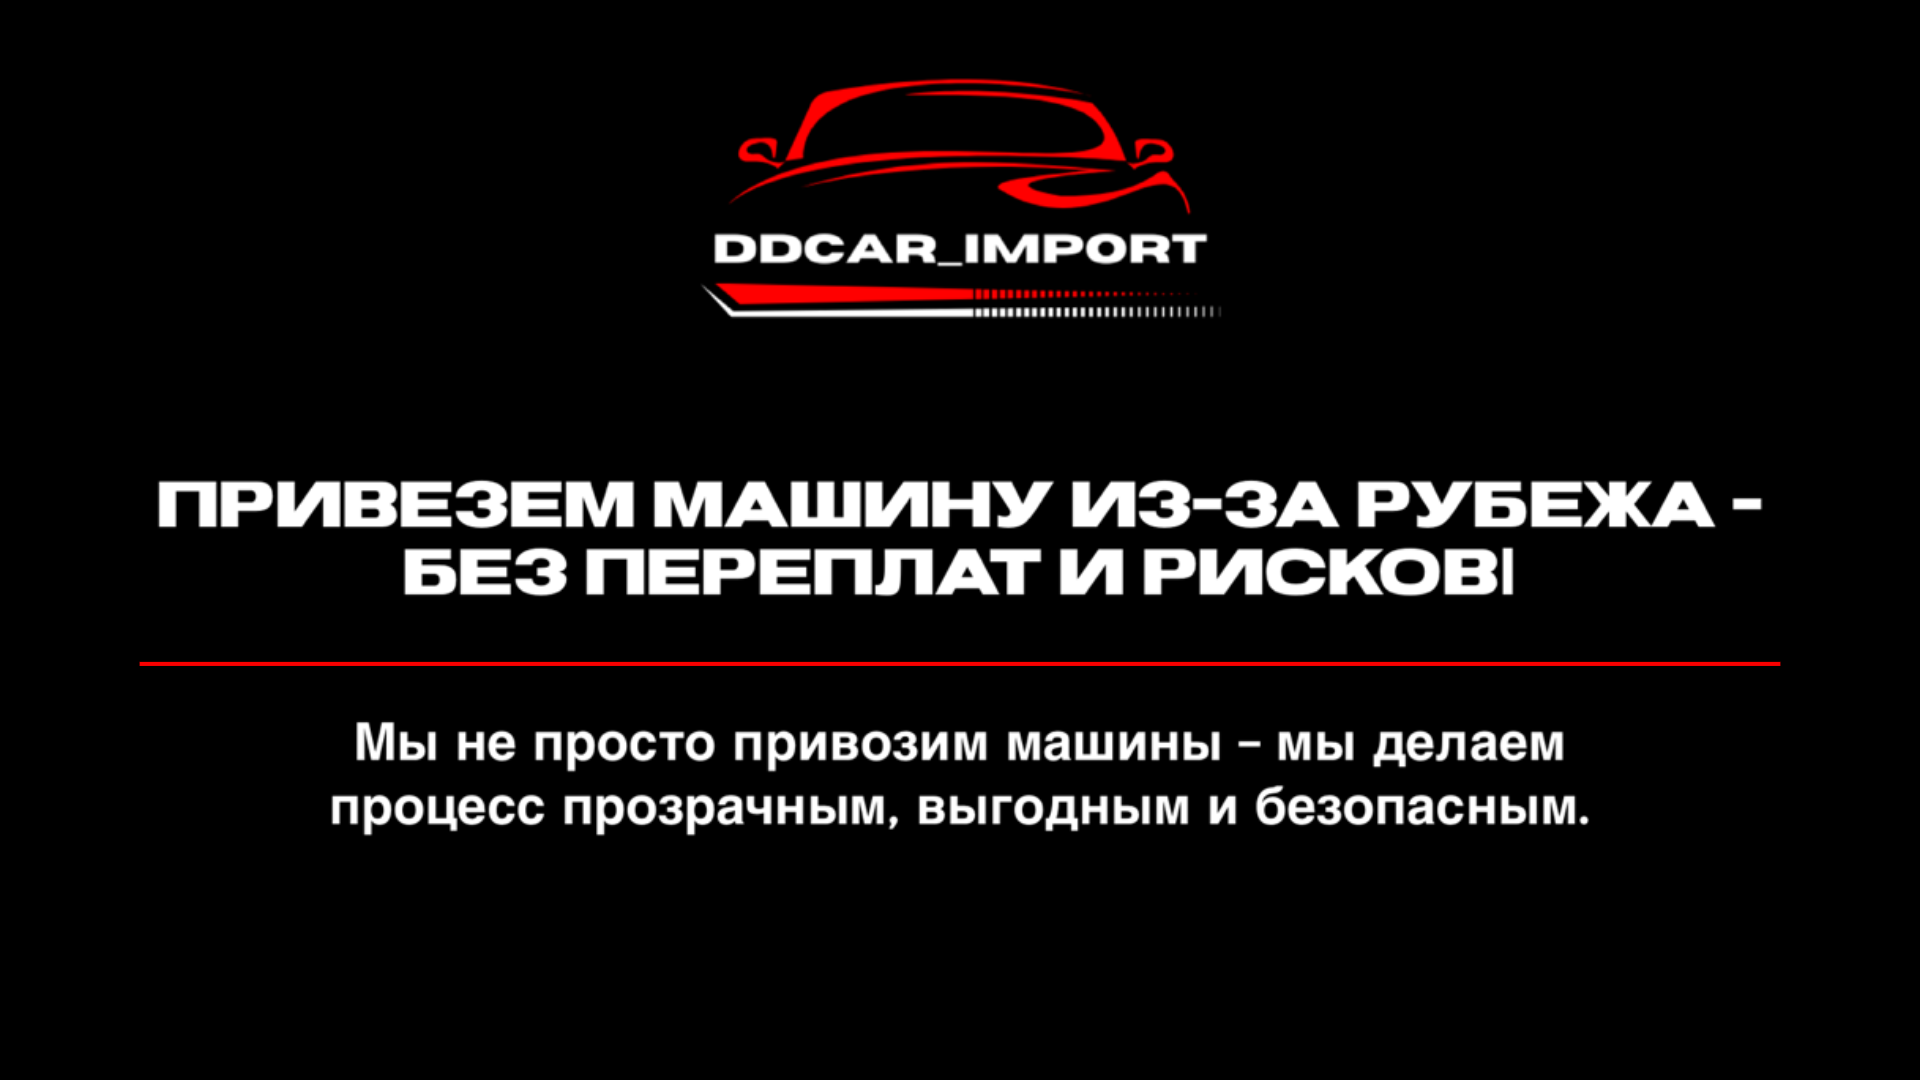 DDCAR_IMPORT
ПРИВЕЗЕМ МАШИНУ ИЗ-ЗА РУБЕЖА -
БЕЗ ПЕРЕПЛАТ И РИСКОВ|
Мы не просто привозим машины – мы делаем
процесс прозрачным, выгодным и безопасным.